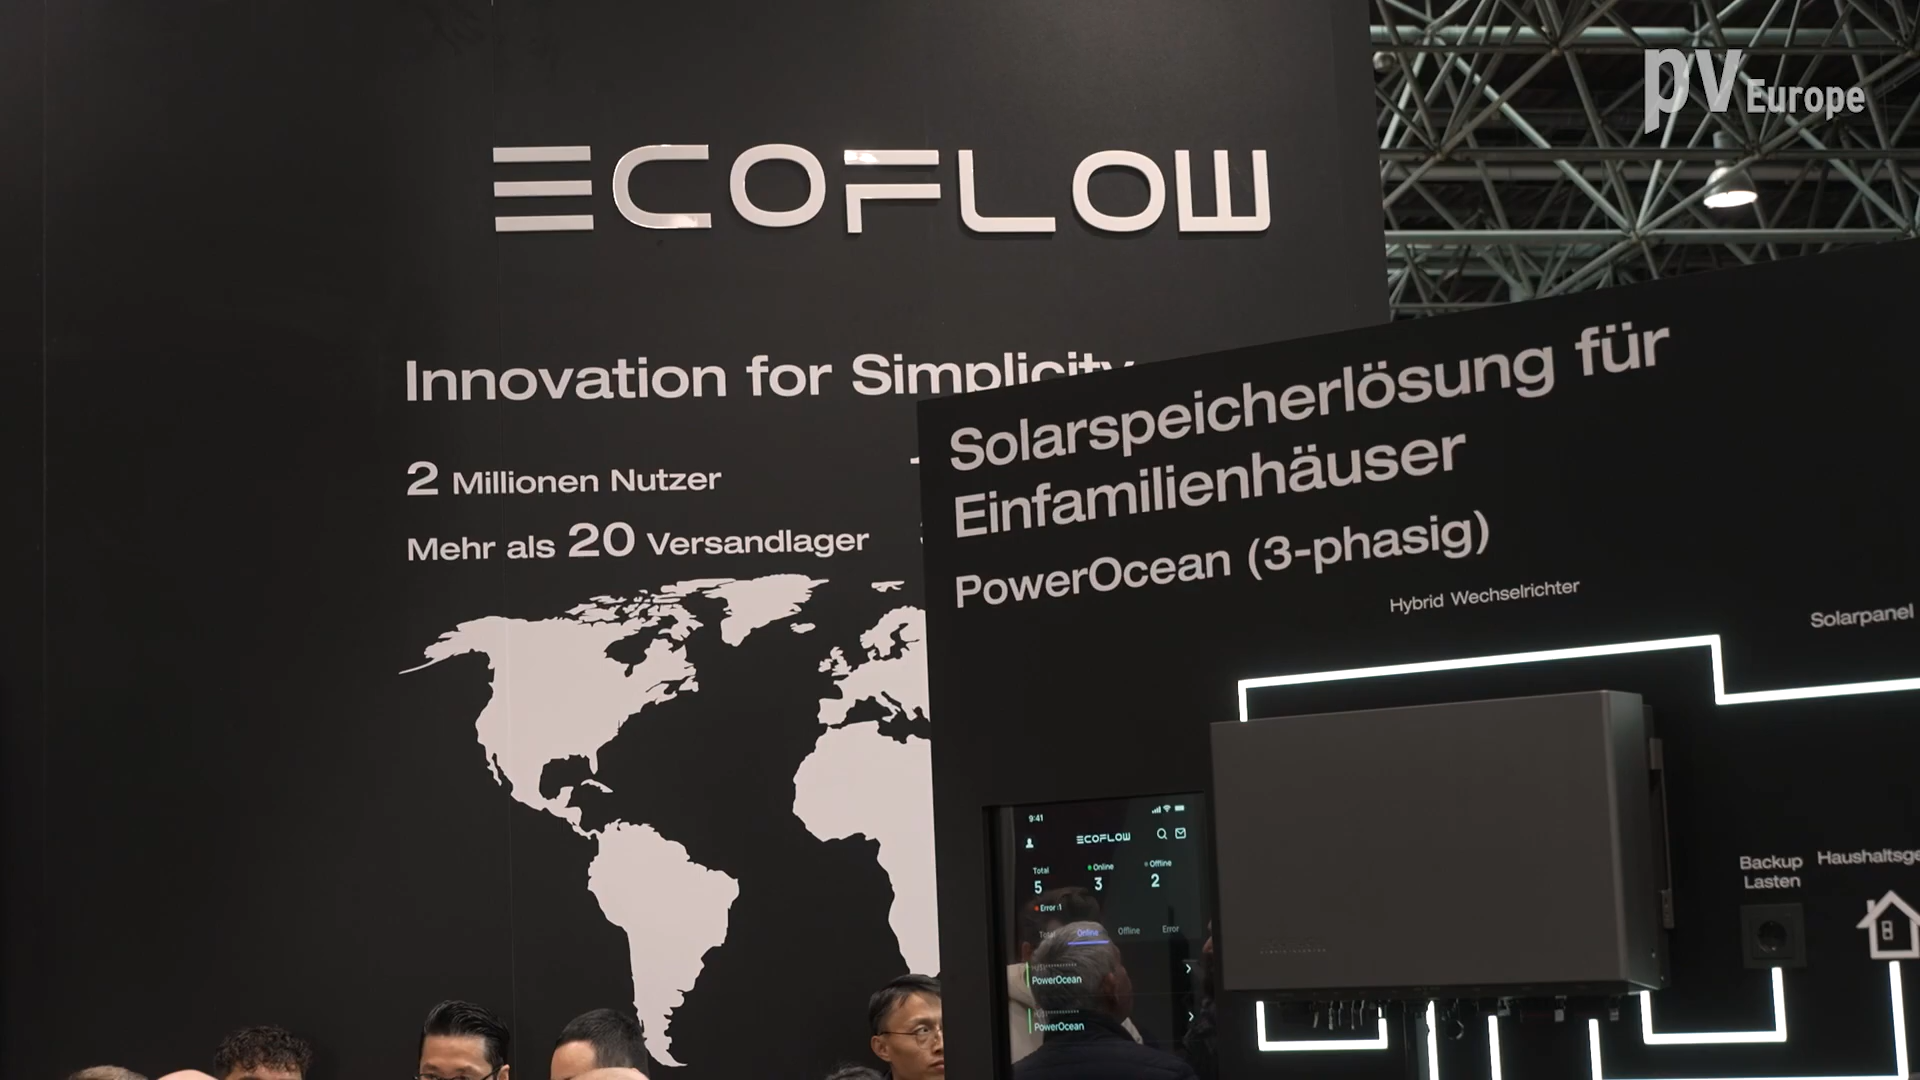 pv Europe
ECOFLOW
Innovation for Simplicity
2 Millionen Nutzer
Mehr als 20 Versandlager
Solarspeicherlösung für
Einfamilienhäuser
PowerOcean (3-phasig)
Hybrid Wechselrichter
Solarpanel
Backup
Lasten
Haushaltsge
9:41
ECOFLOW
Total Online Offline
5 3 2
Error 1
Total Online Offline Error
PowerOcean
PowerOcean